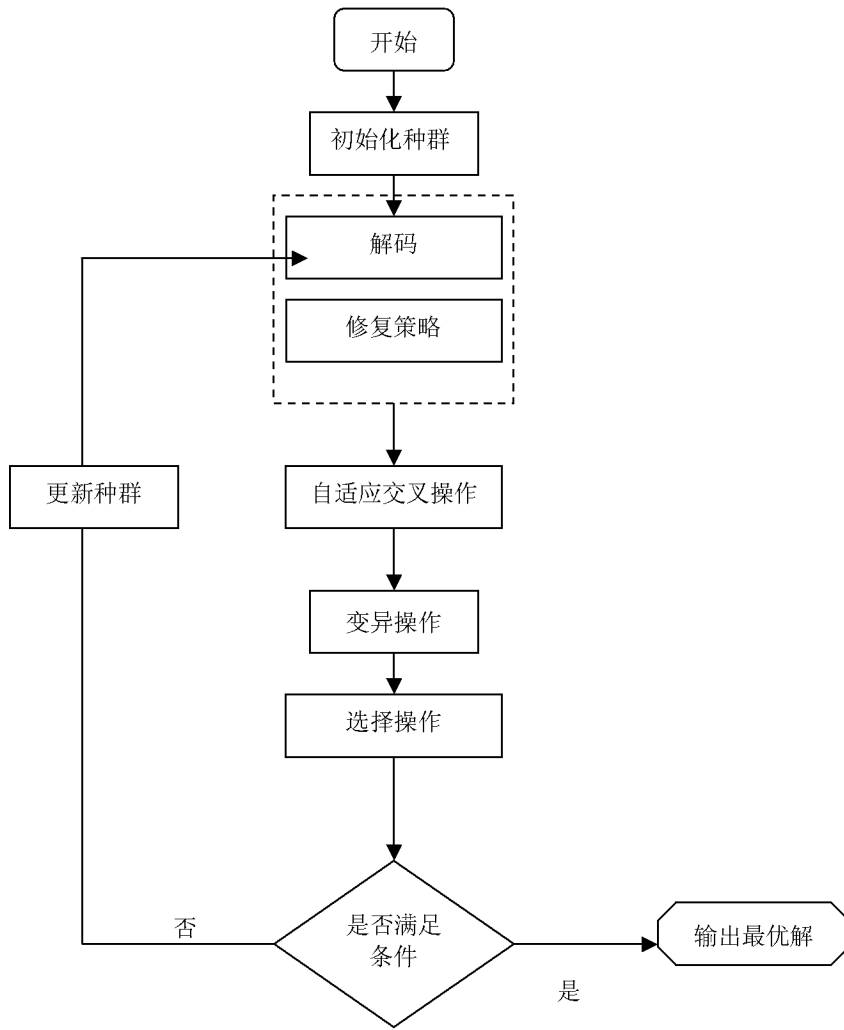 开始
初始化种群
解码
修复策略
更新种群
自适应交叉操作
变异操作
选择操作
否
是否满足
条件
输出最优解
是